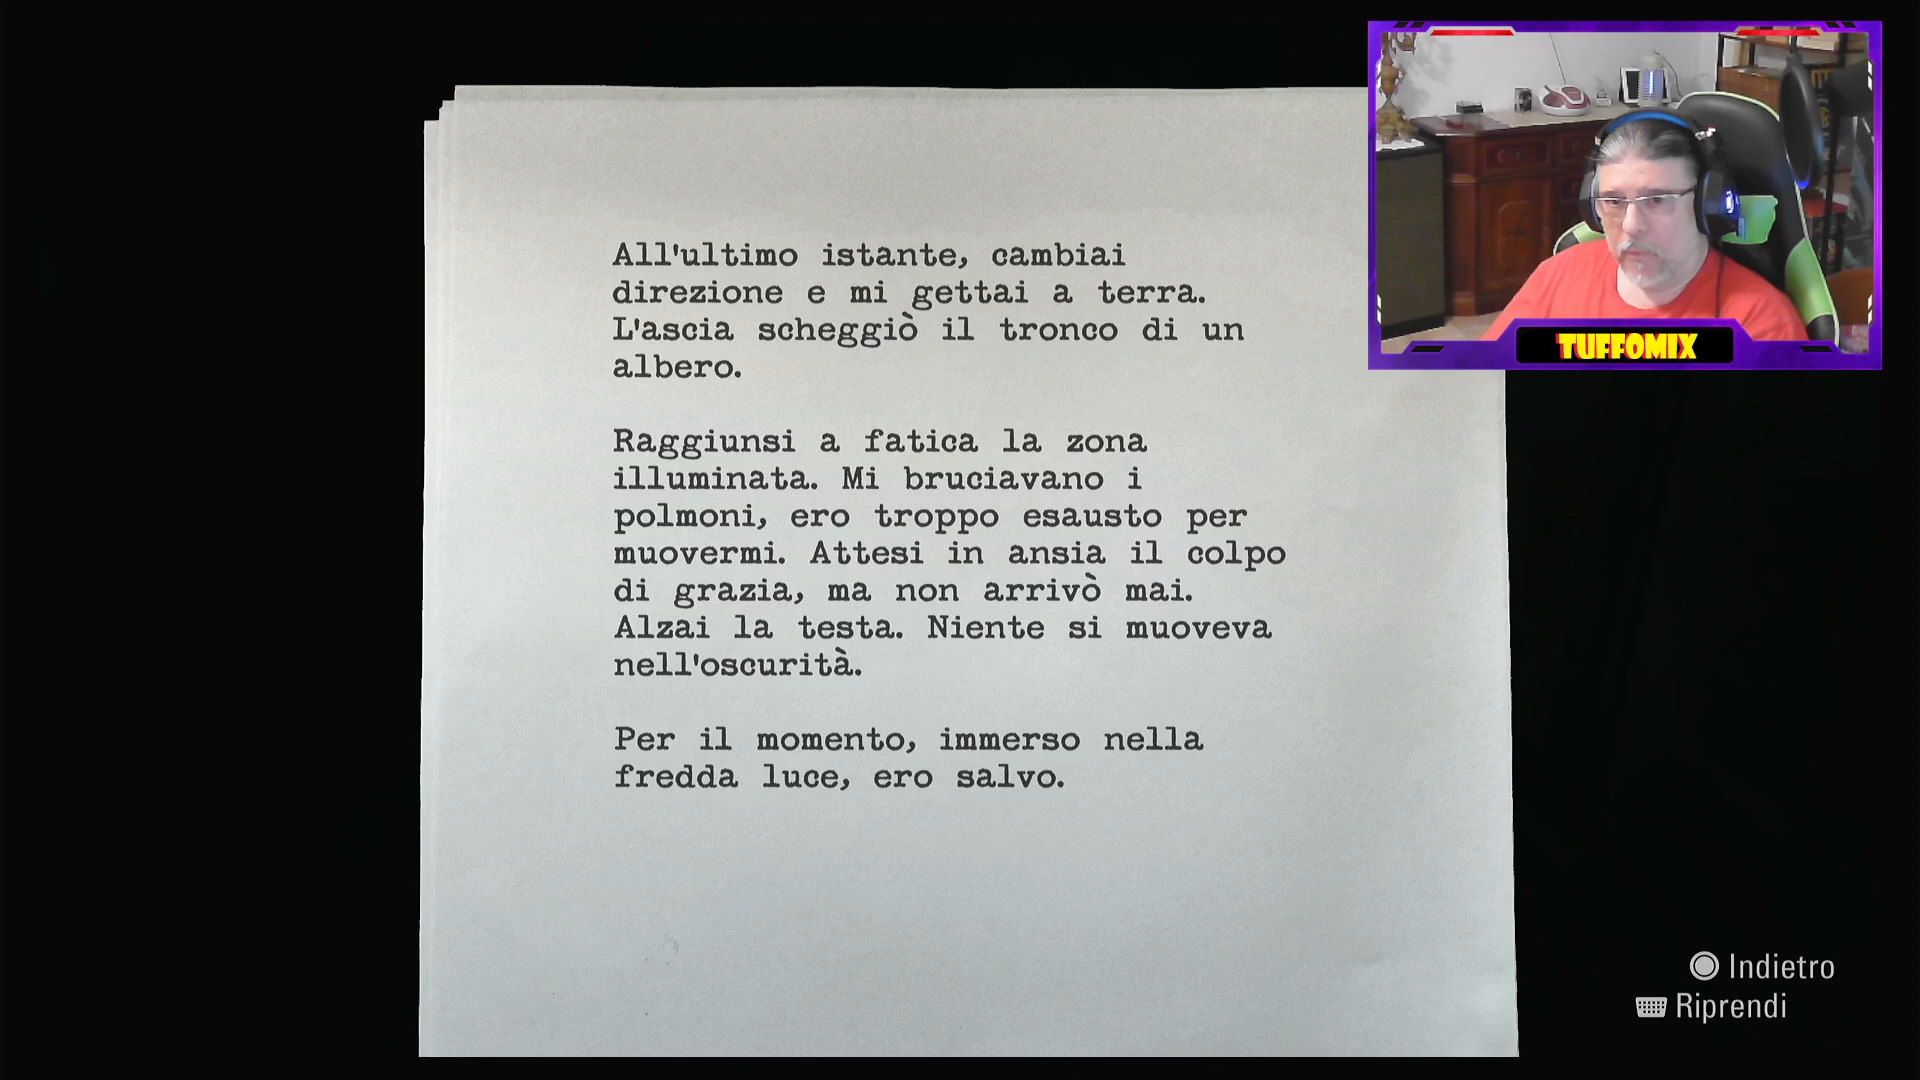 All'ultimo istante, cambiai
direzione e mi gettai a terra.
L'ascia scheggiò il tronco di un
albero.
Raggiunsi a fatica la zona
illuminata. Mi bruciavano i
polmoni, ero troppo esausto per
muovermi. Attesi in ansia il colpo
di grazia, ma non arrivò mai.
Alzai la testa. Niente si muoveva
nell'oscurità.
Per il momento, immerso nella
fredda luce, ero salvo.
TUFFOMIX
Indietro
Riprendi